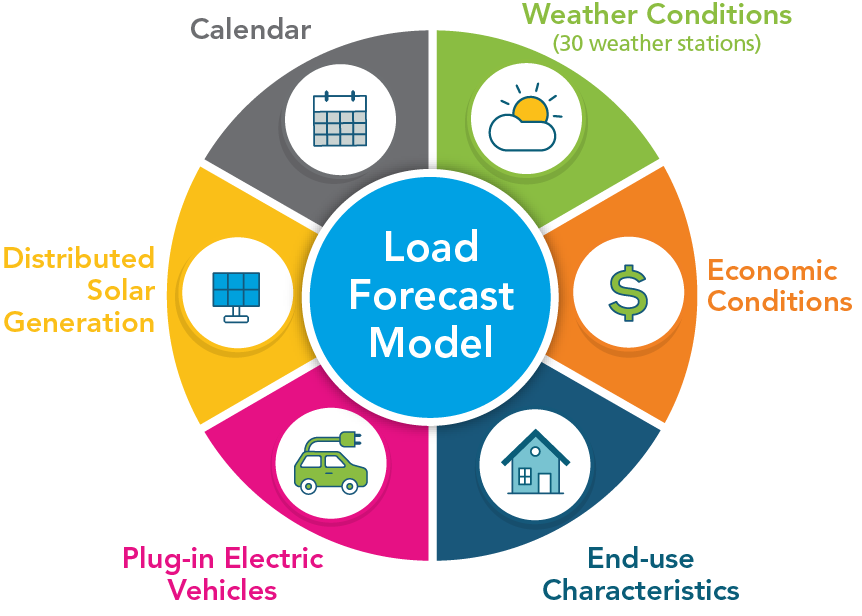 Calendar
Weather Conditions
(30 weather stations)
Distributed
Solar
Generation
Load
Forecast
Model
Economic
Conditions
Plug-in Electric
Vehicles
End-use
Characteristics